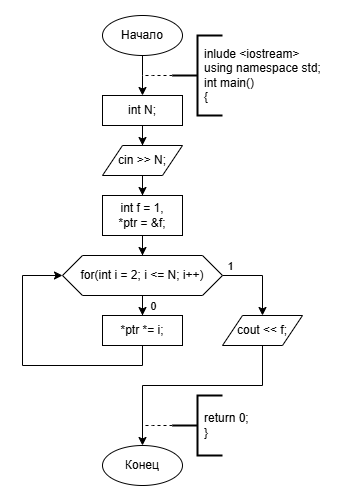 Начало
inlude <iostream>
using namespace std;
int main()
{
int N;
cin >> N;
int f = 1,
*ptr = &f;
for(int i = 2; i <= N; i++)
1
0
*ptr *= i;
cout << f;
return 0;
}
Конец